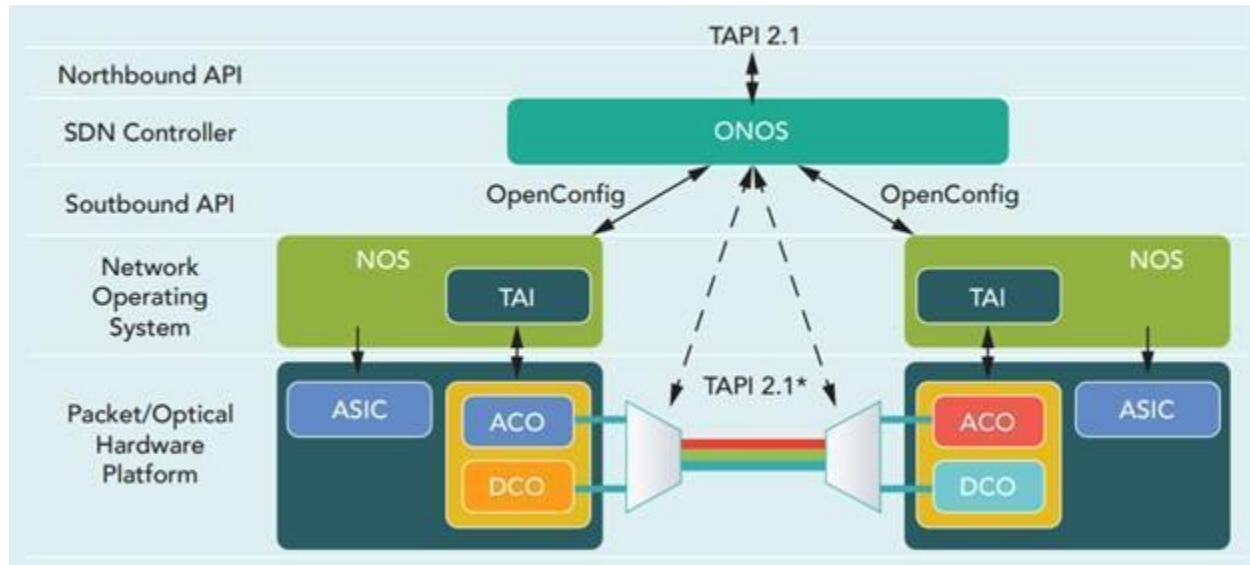 TAPI 2.1
Northbound API
SDN Controller
ONOS
Soutbound API
OpenConfig
OpenConfig
Network
Operating
System
NOS
TAI
TAI
NOS
Packet/Optical
Hardware
Platform
ASIC
ACO
DCO
TAPI 2.1*
ACO
DCO
ASIC